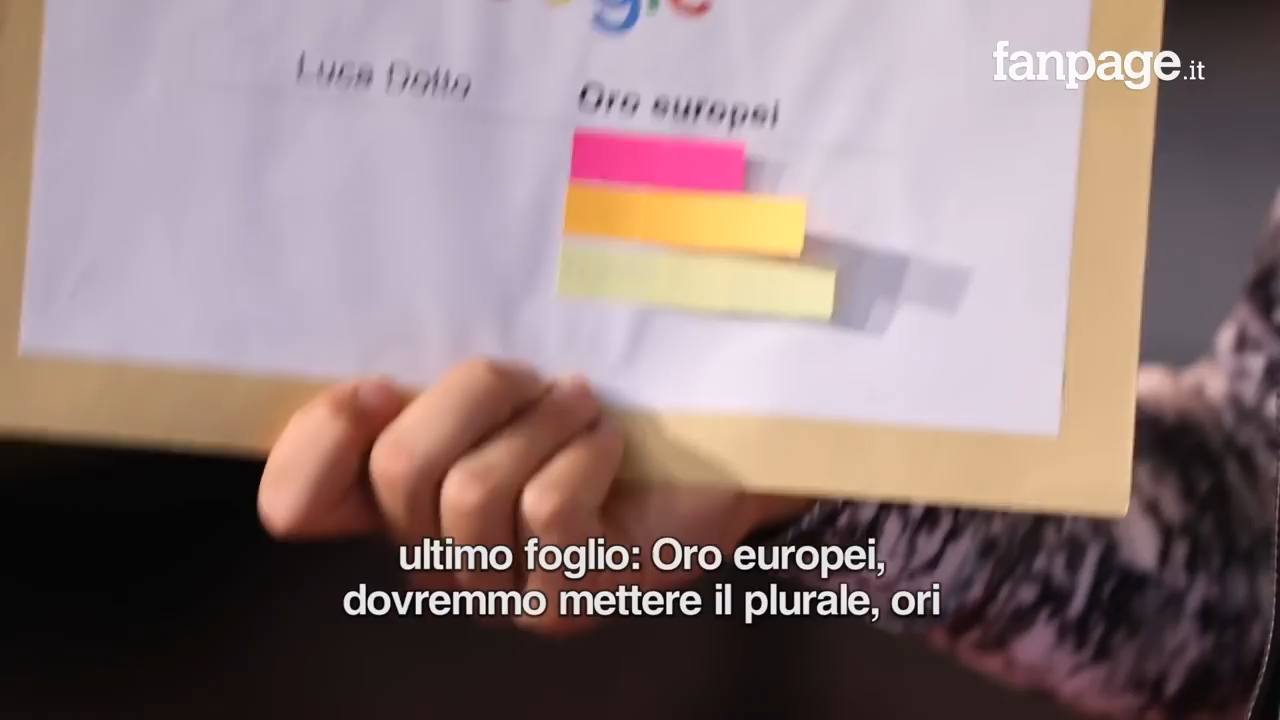 fanpage.it
Luca Dotto
Oro europei
ultimo foglio: Oro europei,
dovremmo mettere il plurale, ori